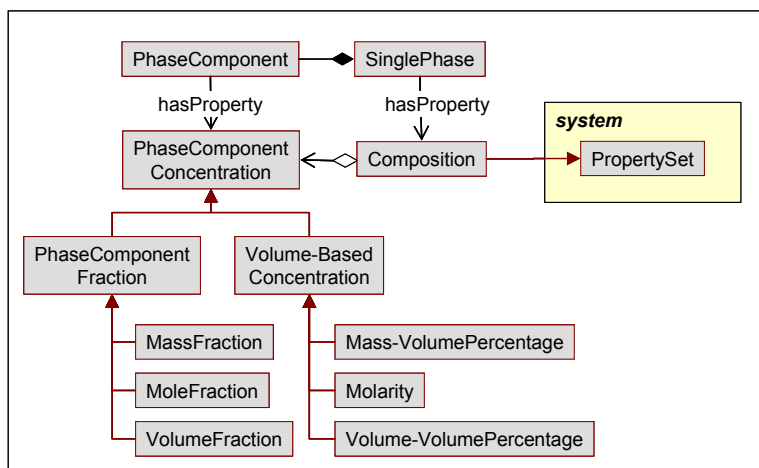 PhaseComponent
SinglePhase
hasProperty
hasProperty
system
PhaseComponent
Concentration
Composition
PropertySet
PhaseComponent
Fraction
Volume-Based
Concentration
MassFraction
Mass-VolumePercentage
MoleFraction
Molarity
VolumeFraction
Volume-VolumePercentage